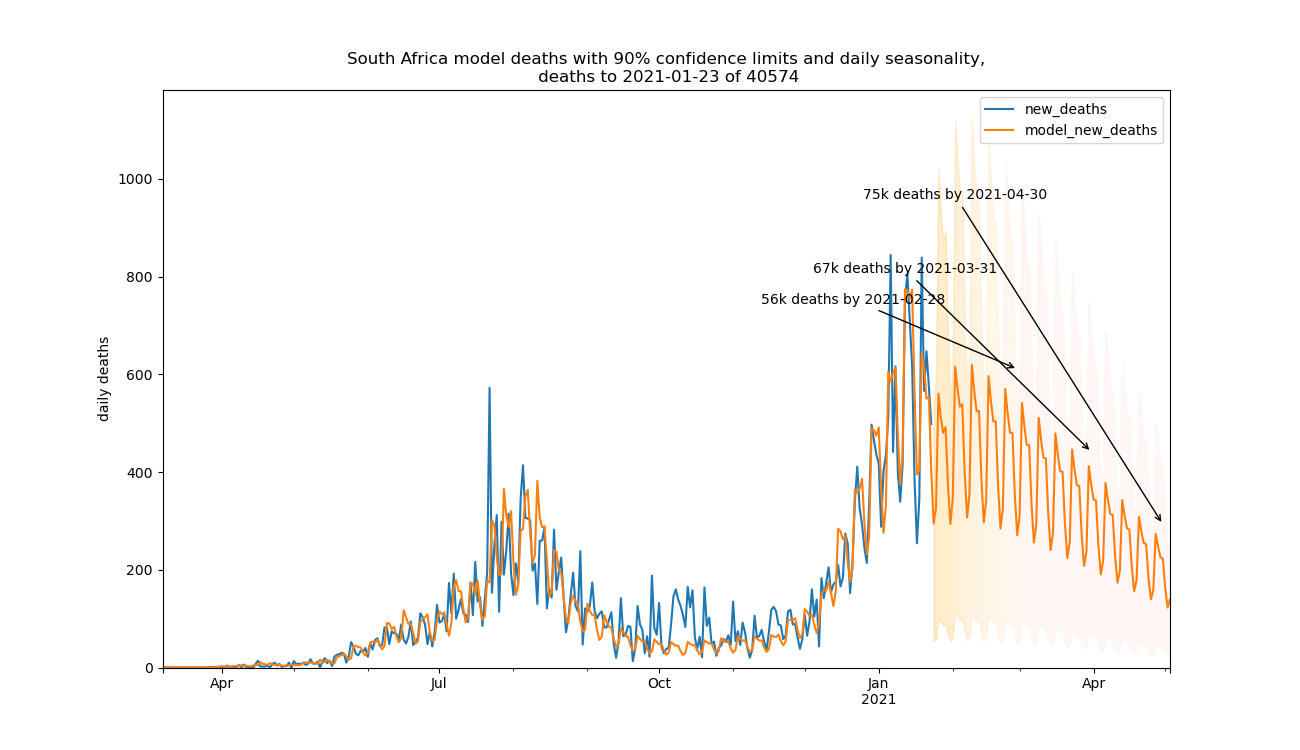 South Africa model deaths with 90% confidence limits and daily seasonality,
deaths to 2021-01-23 of 40574
new_deaths
model_new_deaths
1000
800
600
400
200
0
daily deaths
75k deaths by 2021-04-30
67k deaths by 2021-03-31
56k deaths by 2021-02-28
Apr
Jul
Oct
Jan
2021
Apr